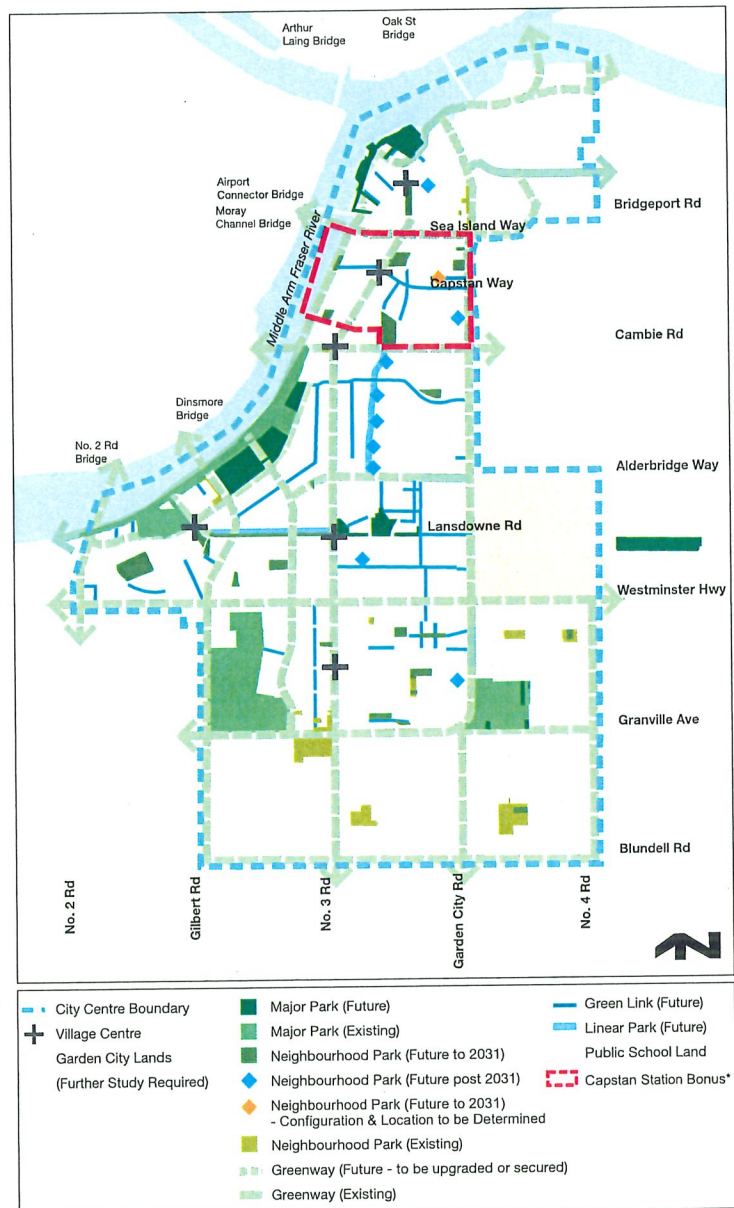 Arthur
Laing Bridge
Oak St
Bridge
Airport
Connector Bridge
Moray
Channel Bridge
Bridgeport Rd
Sea Island Way
Middle Arm Fraser River
Capstan Way
Cambie Rd
Dinsmore
Bridge
No. 2 Rd
Bridge
Alderbridge Way
Lansdowne Rd
Westminster Hwy
Granville Ave
Blundell Rd
No. 2 Rd
Gilbert Rd
No. 3 Rd
Garden City Rd
No. 4 Rd
N
City Centre Boundary
Village Centre
Garden City Lands
(Further Study Required)
Major Park (Future)
Major Park (Existing)
Neighbourhood Park (Future to 2031)
Neighbourhood Park (Future post 2031)
Neighbourhood Park (Future to 2031)
- Configuration & Location to be Determined
Neighbourhood Park (Existing)
Greenway (Future - to be upgraded or secured)
Greenway (Existing)
Green Link (Future)
Linear Park (Future)
Public School Land
Capstan Station Bonus*